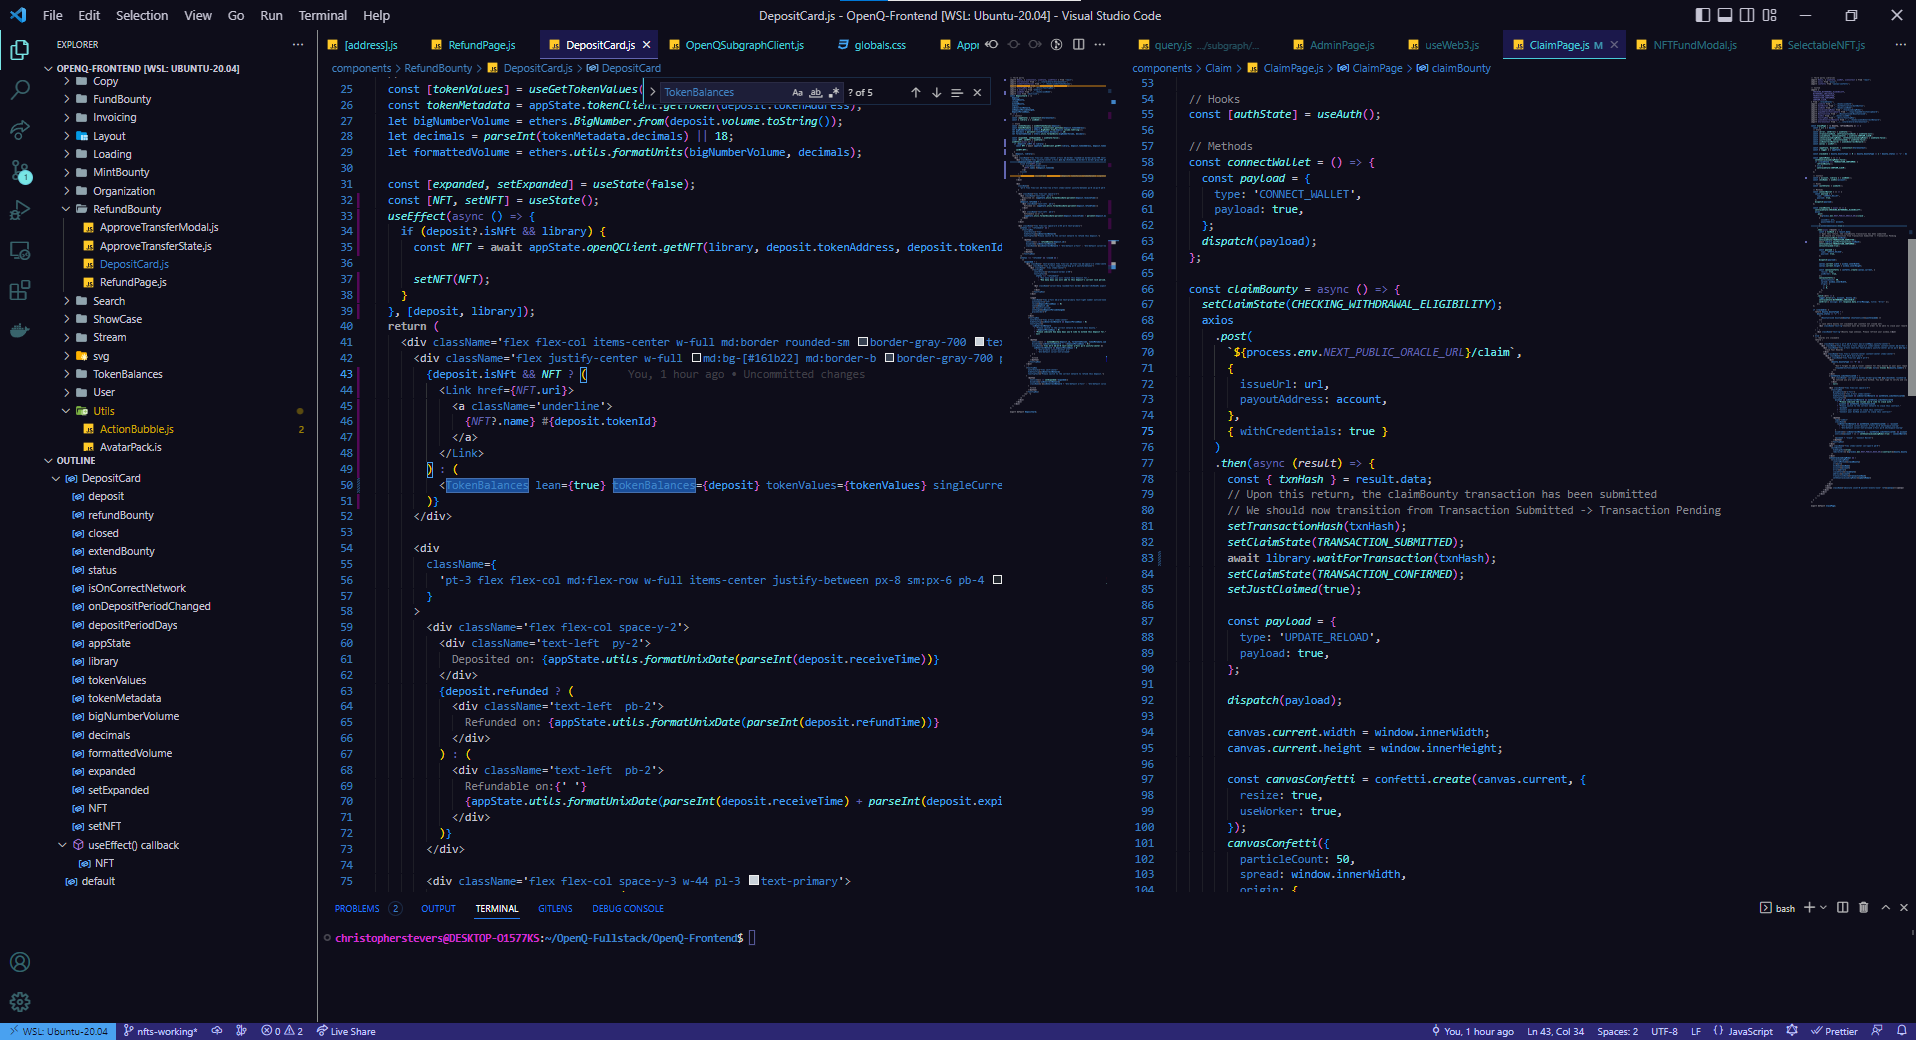 File Edit Selection View Go Run Terminal Help
DepositCard.js - OpenQ-Frontend [WSL: Ubuntu-20.04] - Visual Studio Code
EXPLORER
OPENQ-FRONTEND [WSL: UBUNTU-20.04]
Copy
FundBounty
Invoicing
Layout
Loading
MintBounty
Organization
RefundBounty
ApproveTransferModal.js
ApproveTransferState.js
DepositCard.js
RefundPage.js
Search
ShowCase
Stream
svg
TokenBalances
User
Utils
ActionBubble.js 2
AvatarPack.js
OUTLINE
DepositCard
deposit
refundBounty
closed
extendBounty
status
isOnCorrectNetwork
onDepositPeriodChanged
depositPeriodDays
appState
library
tokenValues
tokenMetadata
bigNumberVolume
decimals
formattedVolume
expanded
setExpanded
NFT
setNFT
useEffect() callback
NFT
default
[address].js RefundPage.js DepositCard.js OpenQSubgraphClient.js globals.css Appr
components > RefundBounty > DepositCard.js > DepositCard
TokenBalances Aa ab .* ? of 5
25 const [tokenValues] = useGetTokenValues(
26 const tokenMetadata = appState.tokenClient.getToken(deposit.tokenAddress);
27 let bigNumberVolume = ethers.BigNumber.from(deposit.volume.toString());
28 let decimals = parseInt(tokenMetadata.decimals) || 18;
29 let formattedVolume = ethers.utils.formatUnits(bigNumberVolume, decimals);
30
31 const [expanded, setExpanded] = useState(false);
32 const [NFT, setNFT] = useState();
33 useEffect(async () => {
34 if (deposit?.isNft && library) {
35 const NFT = await appState.openQClient.getNFT(library, deposit.tokenAddress, deposit.tokenId
36
37 setNFT(NFT);
38 }
39 }, [deposit, library]);
40 return (
41 <div className='flex flex-col items-center w-full md:border rounded-sm border-gray-700 tex
42 <div className='flex justify-center w-full md:bg-[#161b22] md:border-b border-gray-700 p
43 {deposit.isNft && NFT ? ( You, 1 hour ago • Uncommitted changes
44 <Link href={NFT.uri}>
45 <a className='underline'>
46 {NFT?.name} #{deposit.tokenId}
47 </a>
48 </Link>
49 ) : (
50 <TokenBalances lean={true} tokenBalances={deposit} tokenValues={tokenValues} singleCurre
51 )}
52 </div>
53
54 <div
55 className={
56 'pt-3 flex flex-col md:flex-row w-full items-center justify-between px-8 sm:px-6 pb-4
57 }
58 >
59 <div className='flex flex-col space-y-2'>
60 <div className='text-left  py-2'>
61 Deposited on: {appState.utils.formatUnixDate(parseInt(deposit.receiveTime))}
62 </div>
63 {deposit.refunded ? (
64 <div className='text-left  pb-2'>
65 Refunded on: {appState.utils.formatUnixDate(parseInt(deposit.refundTime))}
66 </div>
67 ) : (
68 <div className='text-left  pb-2'>
69 Refundable on:{' '}
70 {appState.utils.formatUnixDate(parseInt(deposit.receiveTime) + parseInt(deposit.expi
71 </div>
72 )}
73 </div>
74
75 <div className='flex flex-col space-y-3 w-44 pl-3 text-primary'>
query.js .../subgraph/... AdminPage.js useWeb3.js ClaimPage.js M NFTFundModal.js SelectableNFT.js
components > Claim > ClaimPage.js > ClaimPage > claimBounty
53
54 // Hooks
55 const [authState] = useAuth();
56
57 // Methods
58 const connectWallet = () => {
59 const payload = {
60 type: 'CONNECT_WALLET',
61 payload: true,
62 };
63 dispatch(payload);
64 };
65
66 const claimBounty = async () => {
67 setClaimState(CHECKING_WITHDRAWAL_ELIGIBILITY);
68 axios
69 .post(
70 `${process.env.NEXT_PUBLIC_ORACLE_URL}/claim`,
71 {
72 issueUrl: url,
73 payoutAddress: account,
74 },
75 { withCredentials: true }
76 )
77 .then(async (result) => {
78 const { txnHash } = result.data;
79 // Upon this return, the claimBounty transaction has been submitted
80 // We should now transition from Transaction Submitted -> Transaction Pending
81 setTransactionHash(txnHash);
82 setClaimState(TRANSACTION_SUBMITTED);
83 await library.waitForTransaction(txnHash);
84 setClaimState(TRANSACTION_CONFIRMED);
85 setJustClaimed(true);
86
87 const payload = {
88 type: 'UPDATE_RELOAD',
89 payload: true,
90 };
91
92 dispatch(payload);
93
94 canvas.current.width = window.innerWidth;
95 canvas.current.height = window.innerHeight;
96
97 const canvasConfetti = confetti.create(canvas.current, {
98 resize: true,
99 useWorker: true,
100 });
101 canvasConfetti({
102 particleCount: 50,
103 spread: window.innerWidth,
104 origin: {
PROBLEMS 2 OUTPUT TERMINAL GITLENS DEBUG CONSOLE
bash
christopherstevers@DESKTOP-O1577KS:~/OpenQ-Fullstack/OpenQ-Frontend$
WSL: Ubuntu-20.04 nfts-working* 0 2 Live Share
You, 1 hour ago Ln 43, Col 34 Spaces: 2 UTF-8 LF {} JavaScript Prettier